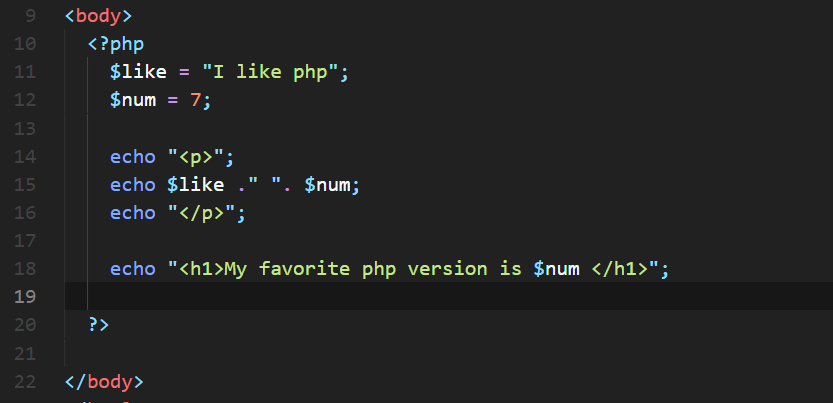 9 <body>
10 <?php
11 $like = "I like php";
12 $num = 7;
13
14 echo "<p>";
15 echo $like ." ". $num;
16 echo "</p>";
17
18 echo "<h1>My favorite php version is $num </h1>";
19
20 ?>
21
22 </body>